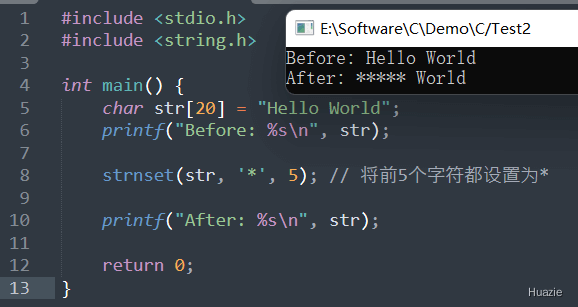 1 #include <stdio.h>
2 #include <string.h>
3
4 int main() {
5 char str[20] = "Hello World";
6 printf("Before: %s\n", str);
7
8 strnset(str, '*', 5); // 将前5个字符都设置为*
9
10 printf("After: %s\n", str);
11
12 return 0;
13 }
E:\Software\C\Demo\C/Test2
Before: Hello World
After: ***** World
Huazie